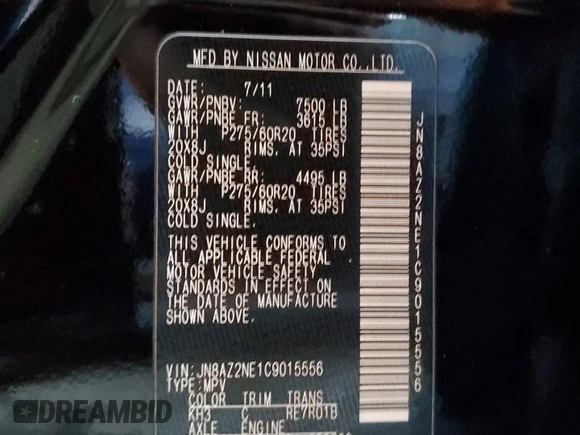 MFD BY NISSAN MOTOR CO.,LTD.
DATE: 7/11
GVWR/PNBV: 7500 LB
GAWR/PNBE FR: 3615 LB
WITH P275/60R20 TIRES
20X8J RIMS, AT 35PSI
COLD SINGLE.
GAWR/PNBE RR: 4495 LB
WITH P275/60R20 TIRES
20X8J RIMS, AT 35PSI
COLD SINGLE.
THIS VEHICLE CONFORMS TO
ALL APPLICABLE FEDERAL
MOTOR VEHICLE SAFETY
STANDARDS IN EFFECT ON
THE DATE OF MANUFACTURE
SHOWN ABOVE.
VIN:JN8AZ2NE1C9015556
TYPE:MPV
COLOR TRIM TRANS
KH3 C RE7R01B
AXLE ENGINE
JN8AZ2NE1C9015556
DREAMBID